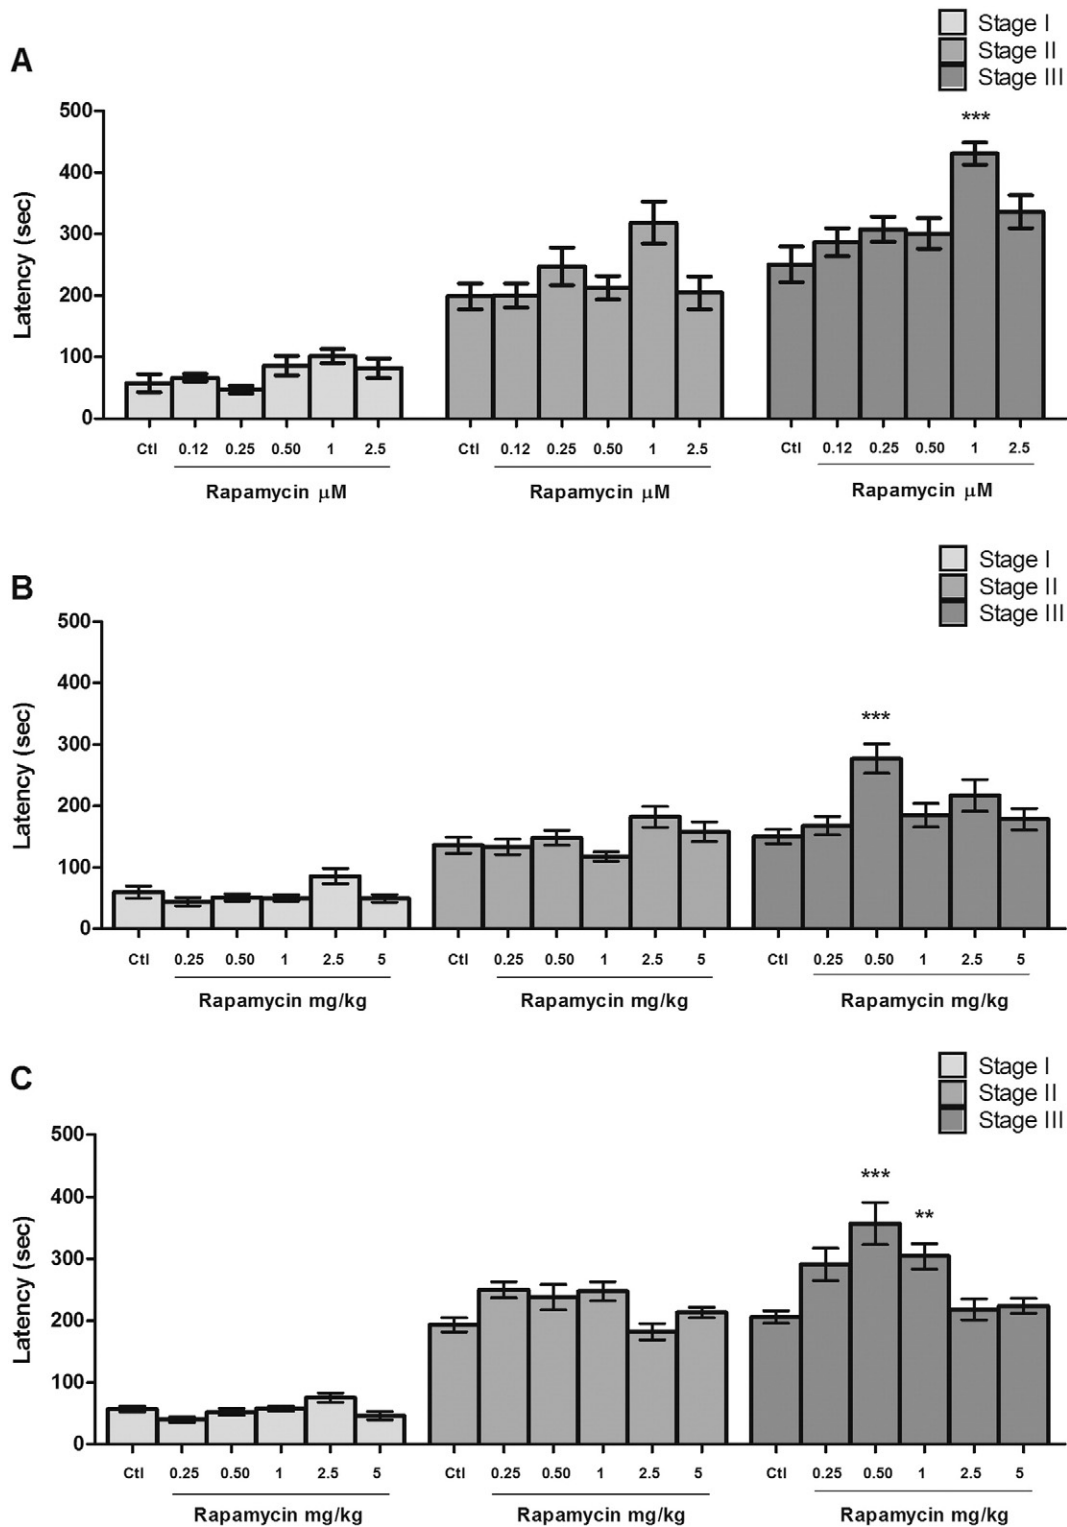 A
Stage I
Stage II
Stage III
Latency (sec)
500
400
300
200
100
0
***
Ctl 0.12 0.25 0.50 1 2.5 Ctl 0.12 0.25 0.50 1 2.5 Ctl 0.12 0.25 0.50 1 2.5
Rapamycin μM Rapamycin μM Rapamycin μM
B
Stage I
Stage II
Stage III
Latency (sec)
500
400
300
200
100
0
***
Ctl 0.25 0.50 1 2.5 5 Ctl 0.25 0.50 1 2.5 5 Ctl 0.25 0.50 1 2.5 5
Rapamycin mg/kg Rapamycin mg/kg Rapamycin mg/kg
C
Stage I
Stage II
Stage III
Latency (sec)
500
400
300
200
100
0
***
**
Ctl 0.25 0.50 1 2.5 5 Ctl 0.25 0.50 1 2.5 5 Ctl 0.25 0.50 1 2.5 5
Rapamycin mg/kg Rapamycin mg/kg Rapamycin mg/kg